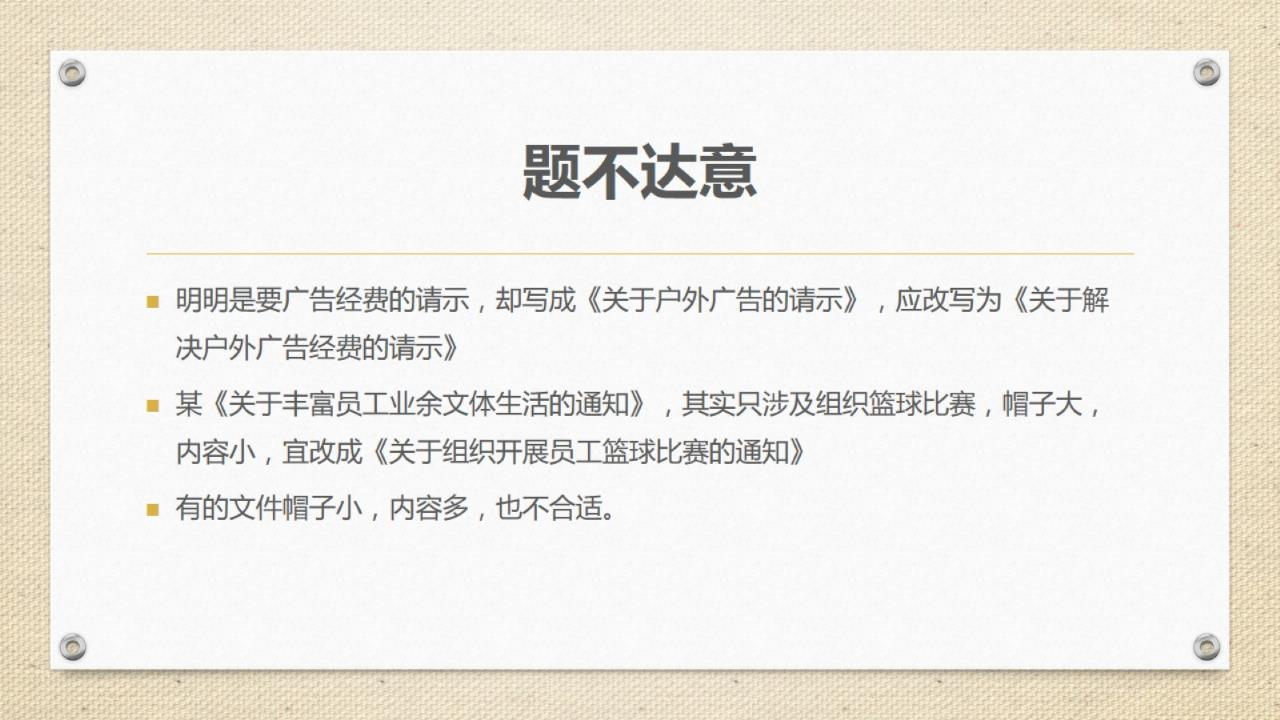 题不达意
明明是要广告经费的请示，却写成《关于户外广告的请示》，应改写为《关于解
决户外广告经费的请示》
某《关于丰富员工业余文体生活的通知》，其实只涉及组织篮球比赛，帽子大，
内容小，宜改成《关于组织开展员工篮球比赛的通知》
有的文件帽子小，内容多，也不合适。